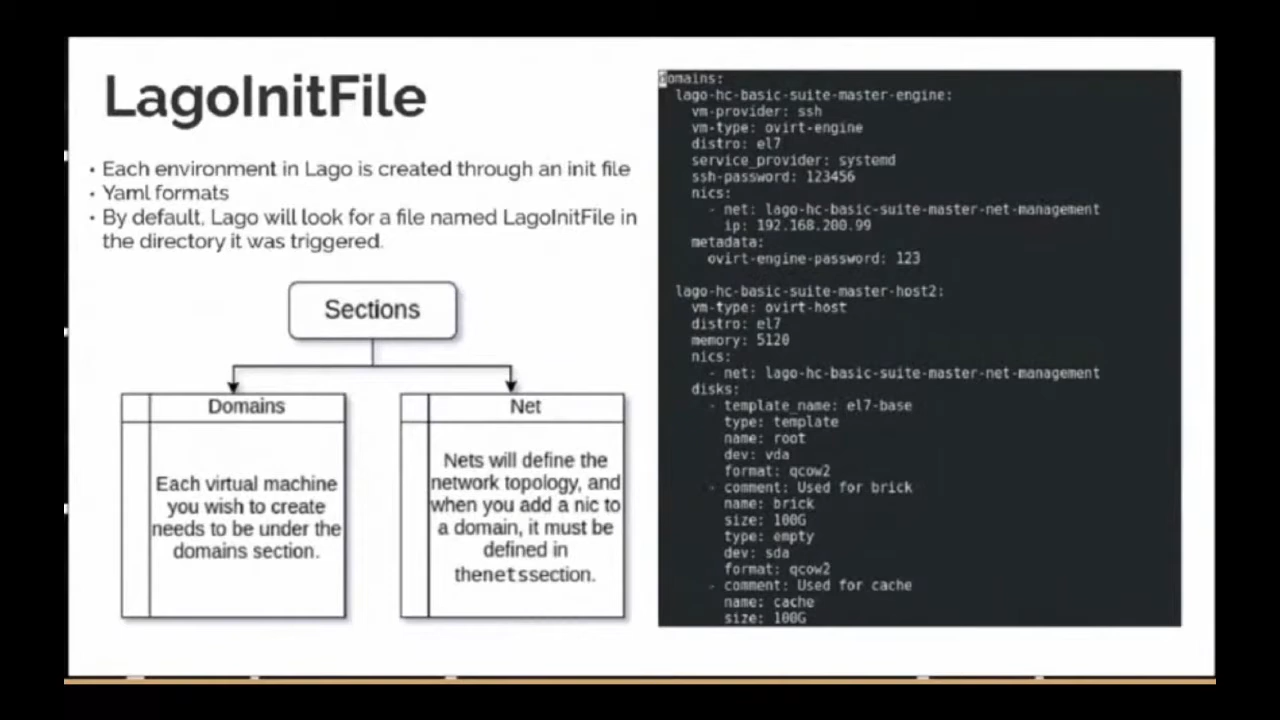 LagoInitFile
• Each environment in Lago is created through an init file
• Yaml formats
• By default, Lago will look for a file named LagoInitFile in
the directory it was triggered.
Sections
Domains
Each virtual machine
you wish to create
needs to be under the
domains section.
Net
Nets will define the
network topology, and
when you add a nic to
a domain, it must be
defined in
thenetssection.
domains:
lago-hc-basic-suite-master-engine:
vm-provider: ssh
vm-type: ovirt-engine
distro: el7
service_provider: systemd
ssh-password: 123456
nics:
- net: lago-hc-basic-suite-master-net-management
ip: 192.168.200.99
metadata:
ovirt-engine-password: 123
lago-hc-basic-suite-master-host2:
vm-type: ovirt-host
distro: el7
memory: 5120
nics:
- net: lago-hc-basic-suite-master-net-management
disks:
- template_name: el7-base
type: template
name: root
dev: vda
format: qcow2
- comment: Used for brick
name: brick
size: 100G
type: empty
dev: sda
format: qcow2
- comment: Used for cache
name: cache
size: 100G